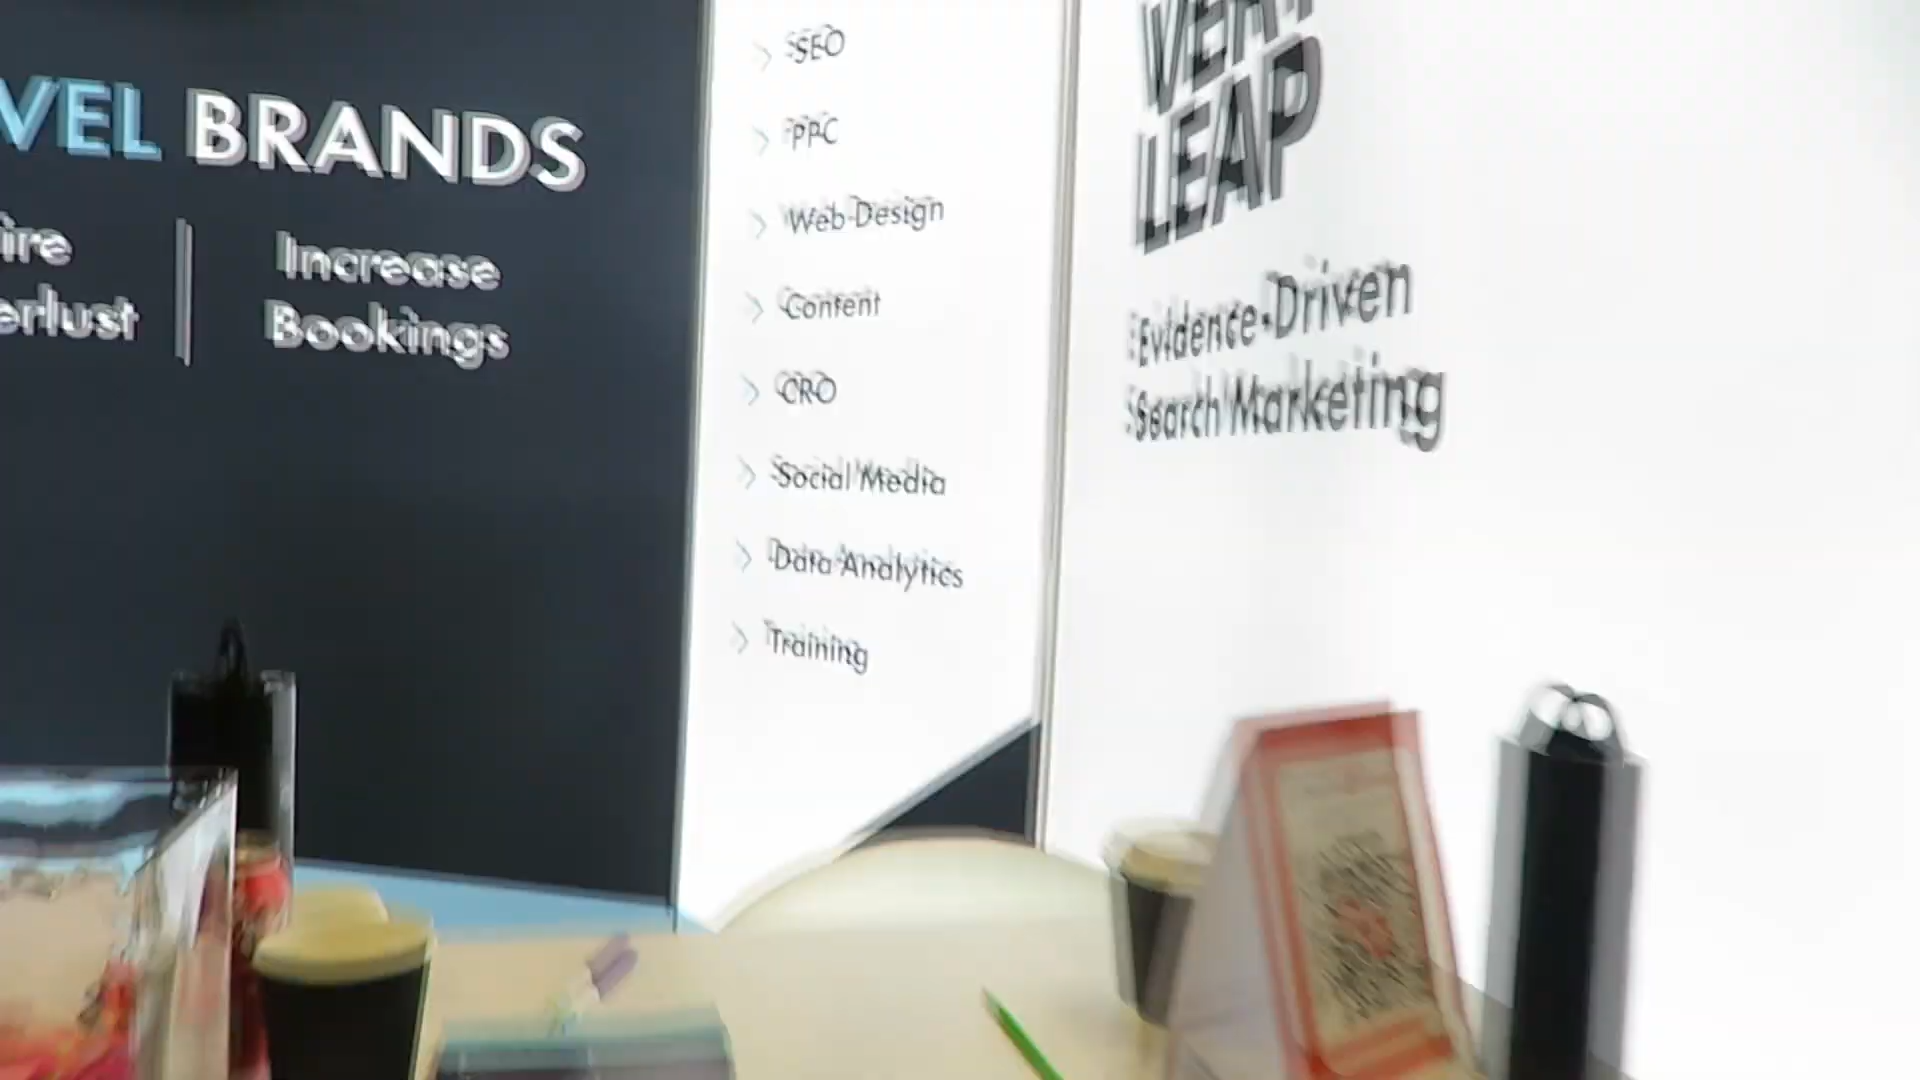 VEL BRANDS
ire
erlust
Increase
Bookings
SEO
PPC
Web Design
Content
CRO
Social Media
Data Analytics
Training
LEAP
Evidence-Driven
Search Marketing